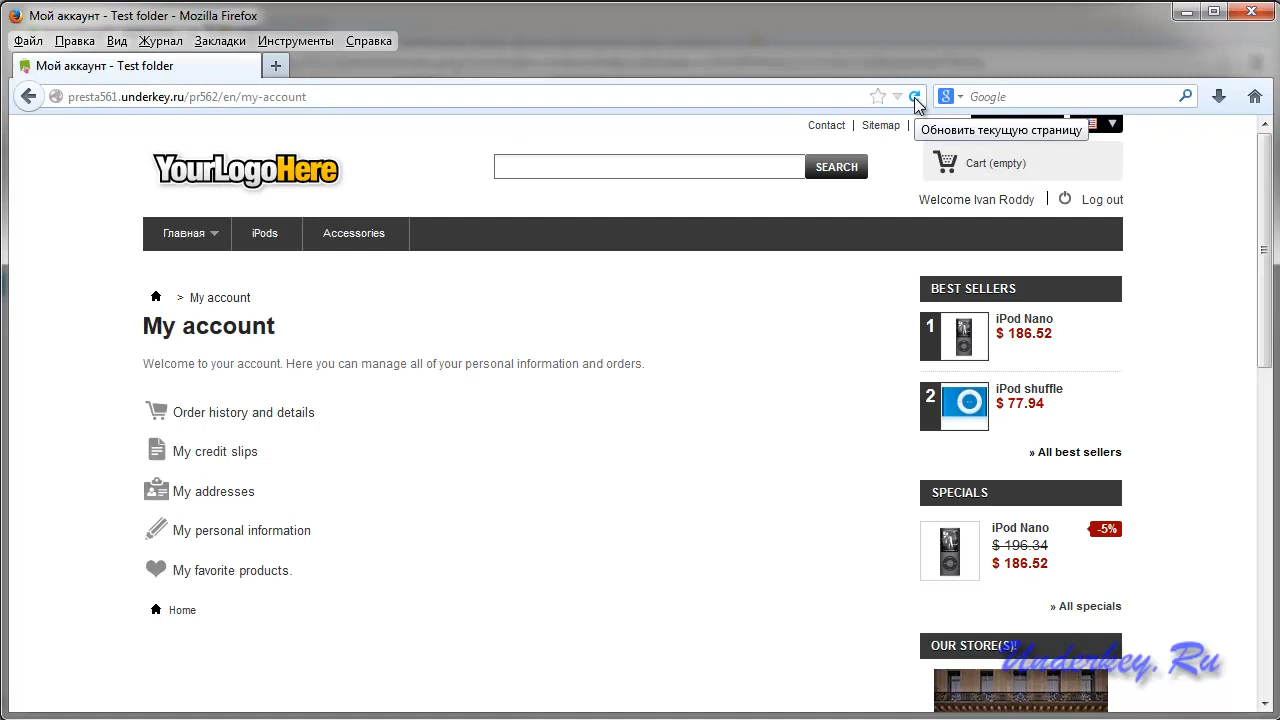 Мой аккаунт - Test folder - Mozilla Firefox
Файл Правка Вид Журнал Закладки Инструменты Справка
Мой аккаунт - Test folder
presta561.underkey.ru/pr562/en/my-account
8 Google
Обновить текущую страницу
Contact Sitemap
YourLogoHere
SEARCH
Cart (empty)
Welcome Ivan Roddy Log out
Главная iPods Accessories
> My account
My account
Welcome to your account. Here you can manage all of your personal information and orders.
Order history and details
My credit slips
My addresses
My personal information
My favorite products.
Home
BEST SELLERS
1 iPod Nano
$ 186.52
2 iPod shuffle
$ 77.94
» All best sellers
SPECIALS
iPod Nano -5%
$ 196.34
$ 186.52
» All specials
OUR STORE(S)!
Underkey.Ru